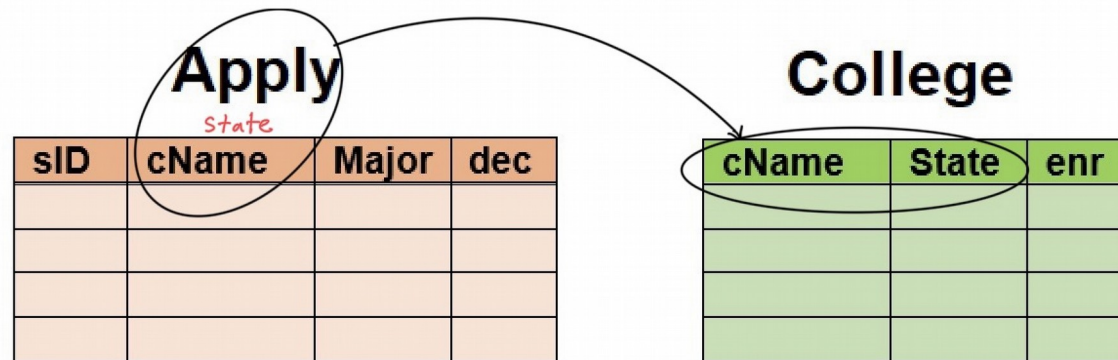 Apply
state
sID cName Major dec
College
cName State enr